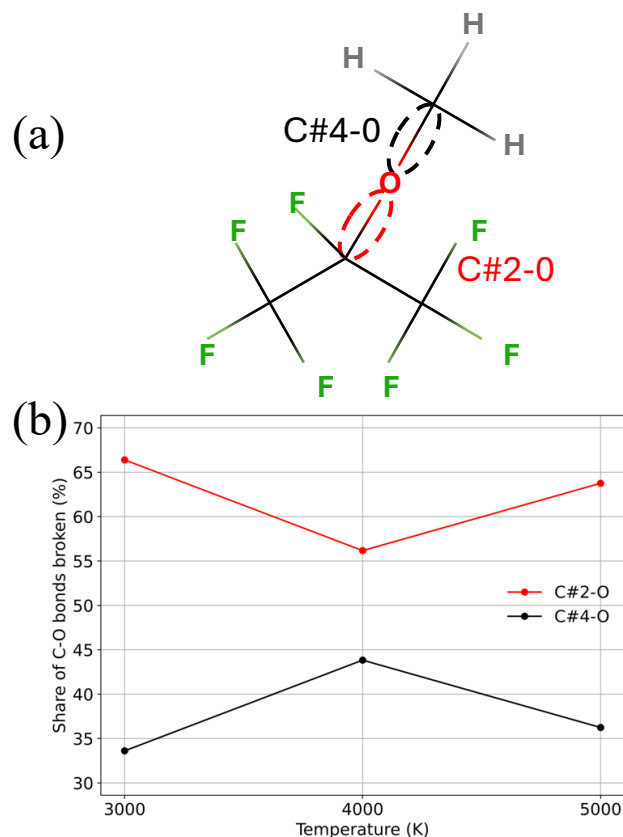 (a)
H
H
H
C#4-0
O
F
F
F
C#2-0
F
F
F
F
(b)
Share of C-O bonds broken (%)
70
65
60
55
50
45
40
35
30
C#2-O
C#4-O
3000
4000
5000
Temperature (K)